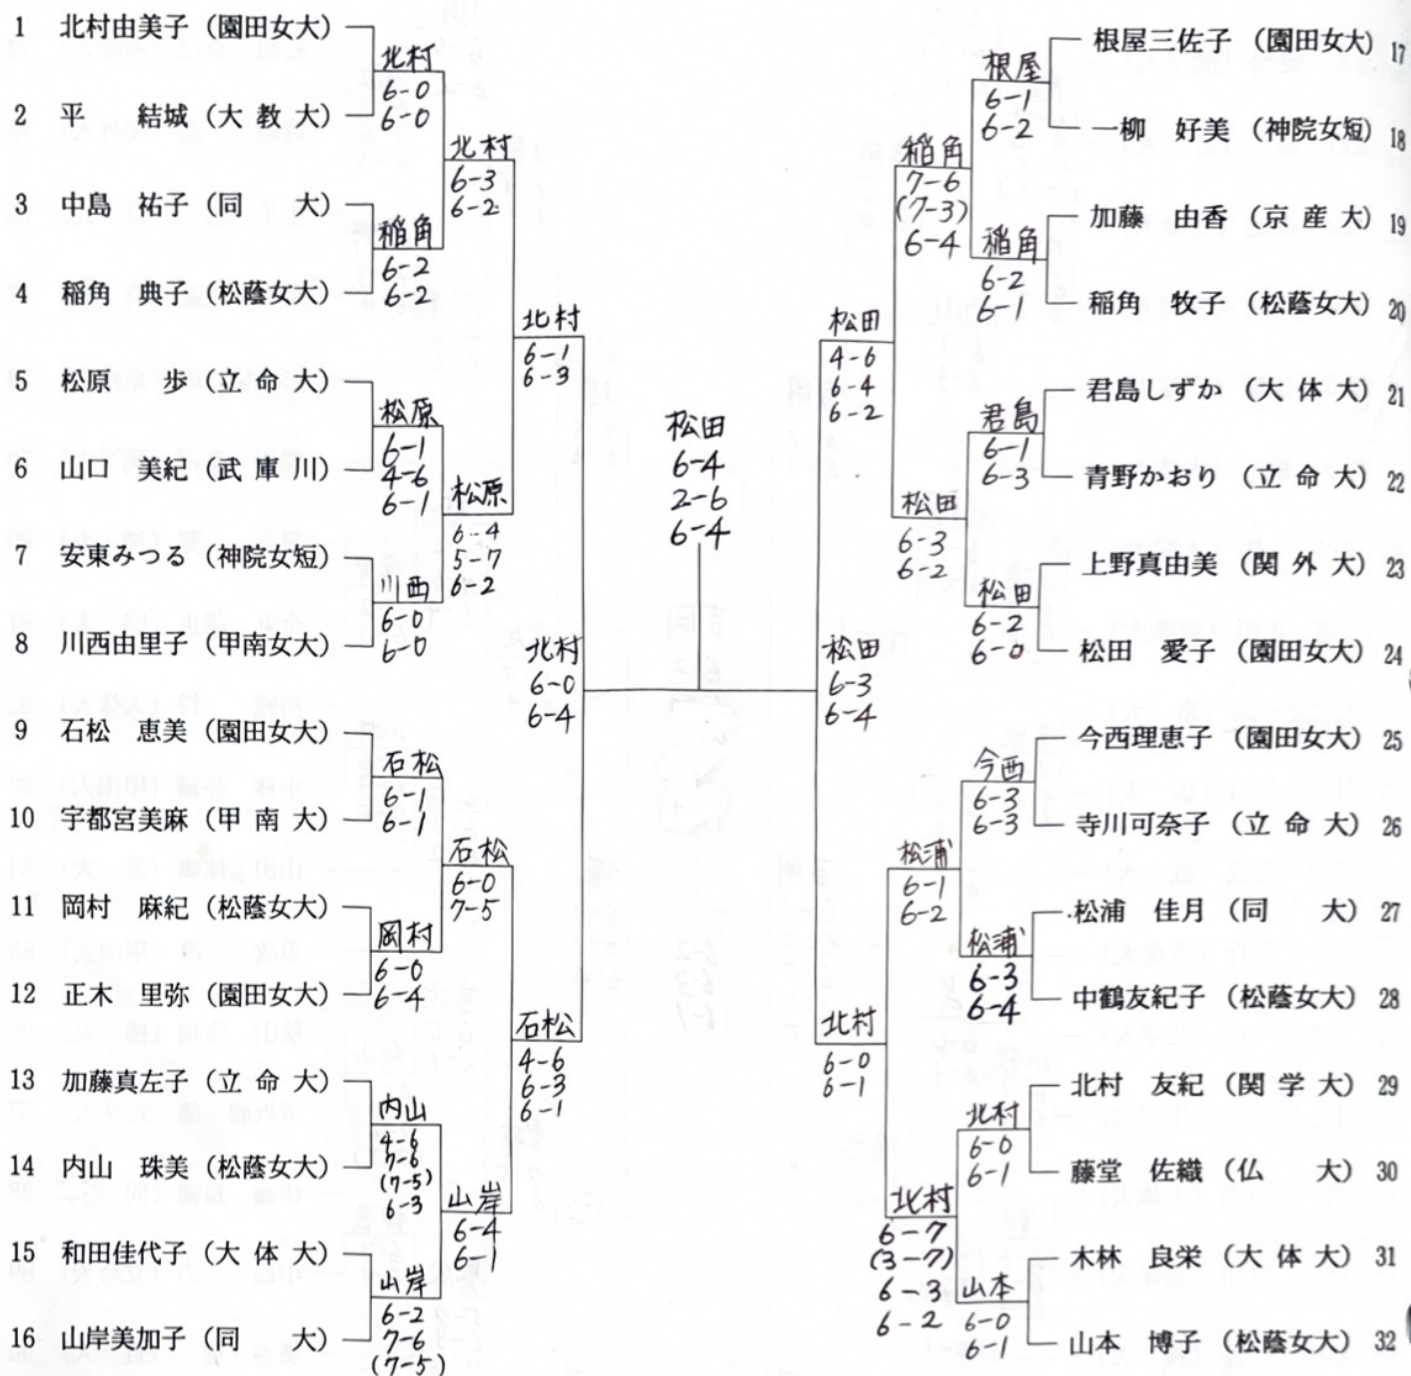 1 北村由美子（園田女大）
2 平 結城（大教大）
3 中島 祐子（同 大）
4 稲角 典子（松蔭女大）
5 松原 歩（立命大）
6 山口 美紀（武庫川）
7 安東みつる（神院女短）
8 川西由里子（甲南女大）
9 石松 恵美（園田女大）
10 宇都宮美麻（甲南大）
11 岡村 麻紀（松蔭女大）
12 正木 里弥（園田女大）
13 加藤真左子（立命大）
14 内山 珠美（松蔭女大）
15 和田佳代子（大体大）
16 山岸美加子（同 大）
北村
6-0
6-0
稲角
6-2
6-2
松原
6-1
4-6
6-1
川西
6-0
6-0
石松
6-1
6-1
岡村
6-0
6-4
内山
4-6
7-6
(7-5)
6-3
山岸
6-2
7-6
(7-5)
北村
6-3
6-2
松原
6-4
5-7
6-2
石松
6-0
7-5
山岸
6-4
6-1
北村
6-1
6-3
石松
4-6
6-3
6-1
北村
6-0
6-4
松田
6-4
2-6
6-4
松田
6-3
6-4
松田
4-6
6-4
6-2
北村
6-0
6-1
稲角
7-6
(7-3)
6-4
松田
6-3
6-2
松浦
6-1
6-2
北村
6-7
(3-7)
6-3
6-2
根屋
6-1
6-2
稲角
6-2
6-1
君島
6-1
6-3
松田
6-2
6-0
今西
6-3
6-3
松浦
6-3
6-4
北村
6-0
6-1
山本
6-0
6-1
根屋三佐子（園田女大）17
一柳 好美（神院女短）18
加藤 由香（京産大）19
稲角 牧子（松蔭女大）20
君島しずか（大体大）21
青野かおり（立命大）22
上野真由美（関外大）23
松田 愛子（園田女大）24
今西理恵子（園田女大）25
寺川可奈子（立命大）26
松浦 佳月（同 大）27
中鶴友紀子（松蔭女大）28
北村 友紀（関学大）29
藤堂 佐織（仏 大）30
木林 良栄（大体大）31
山本 博子（松蔭女大）32